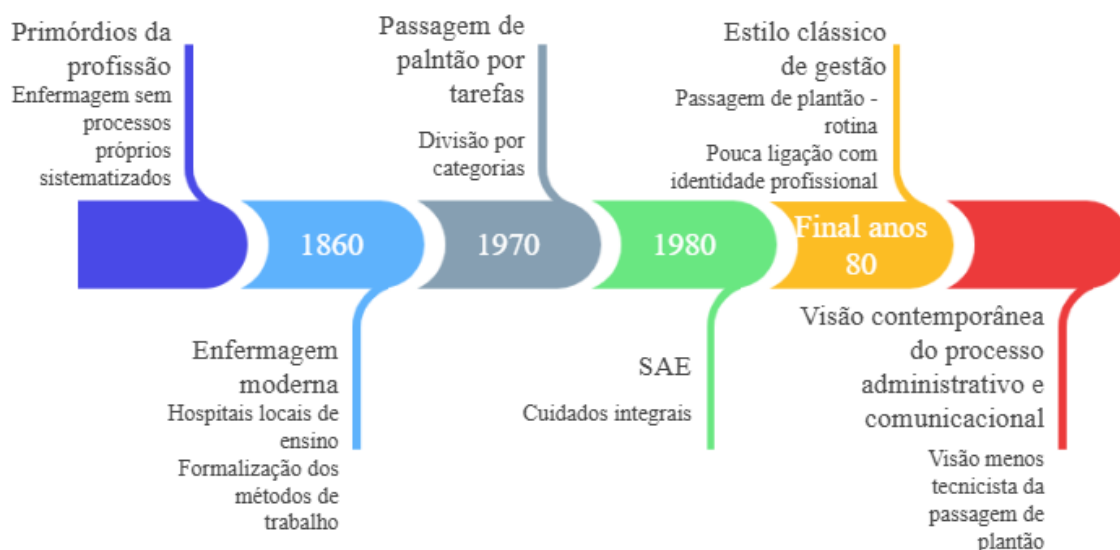 Primórdios da
profissão
Enfermagem sem
processos
próprios
sistematizados
1860
Enfermagem
moderna
Hospitais locais de
ensino
Formalização dos
métodos de
trabalho
Passagem de
palntão por
tarefas
Divisão por
categorias
1970
1980
SAE
Cuidados integrais
Estilo clássico
de gestão
Passagem de plantão -
rotina
Pouca ligação com
identidade profissional
Final anos
80
Visão contemporânea
do processo
administrativo e
comunicacional
Visão menos
tecnicista da
passagem de
plantão